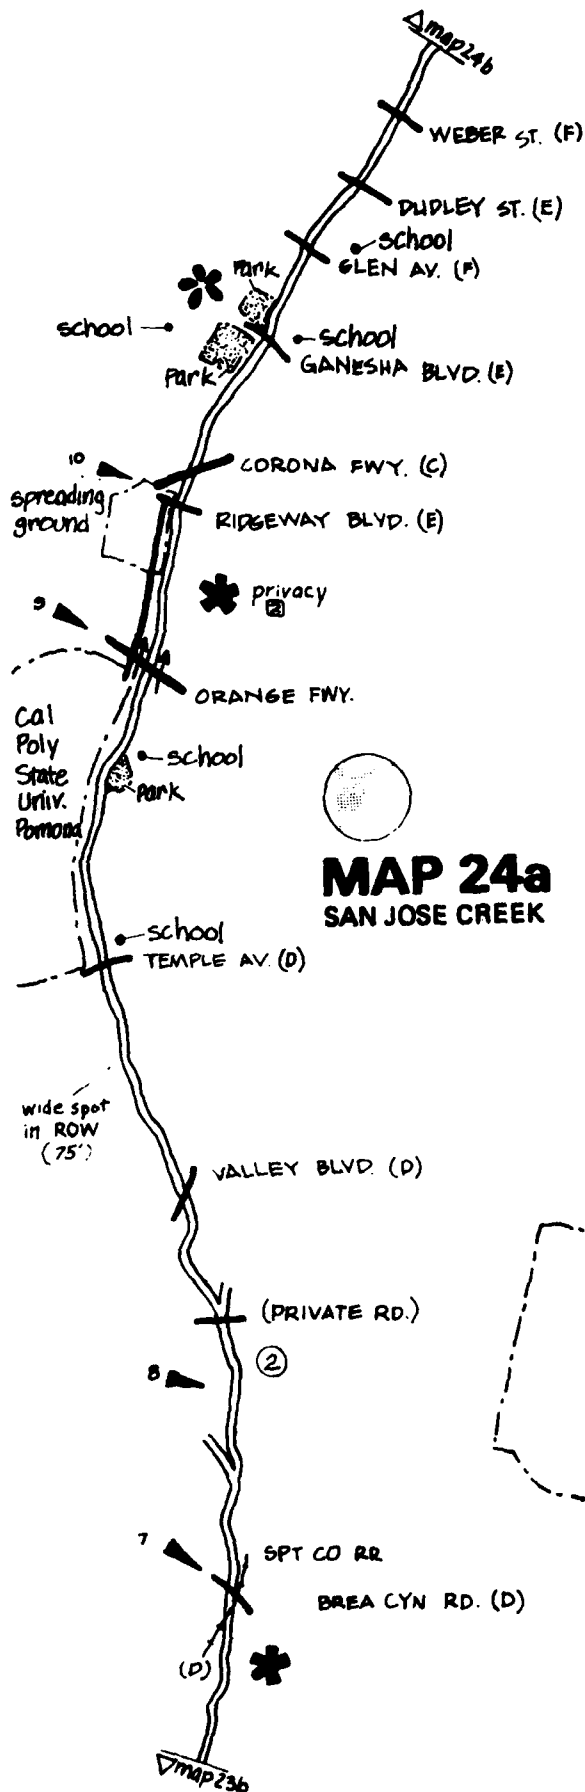 map24b
WEBER ST. (F)
DUDLEY ST. (E)
school
GLEN AV. (F)
Park
school
school
GANESHA BLVD. (E)
Park
10
CORONA FWY. (C)
spreading
ground
RIDGEWAY BLVD. (E)
privacy
2
9
ORANGE FWY.
Cal
Poly
State
Univ.
Pomona
school
Park
MAP 24a
SAN JOSE CREEK
school
TEMPLE AV. (D)
wide spot
in ROW
(75')
VALLEY BLVD. (D)
(PRIVATE RD.)
2
8
7
SPT CO RR
BREA CYN RD. (D)
(D)
map23b